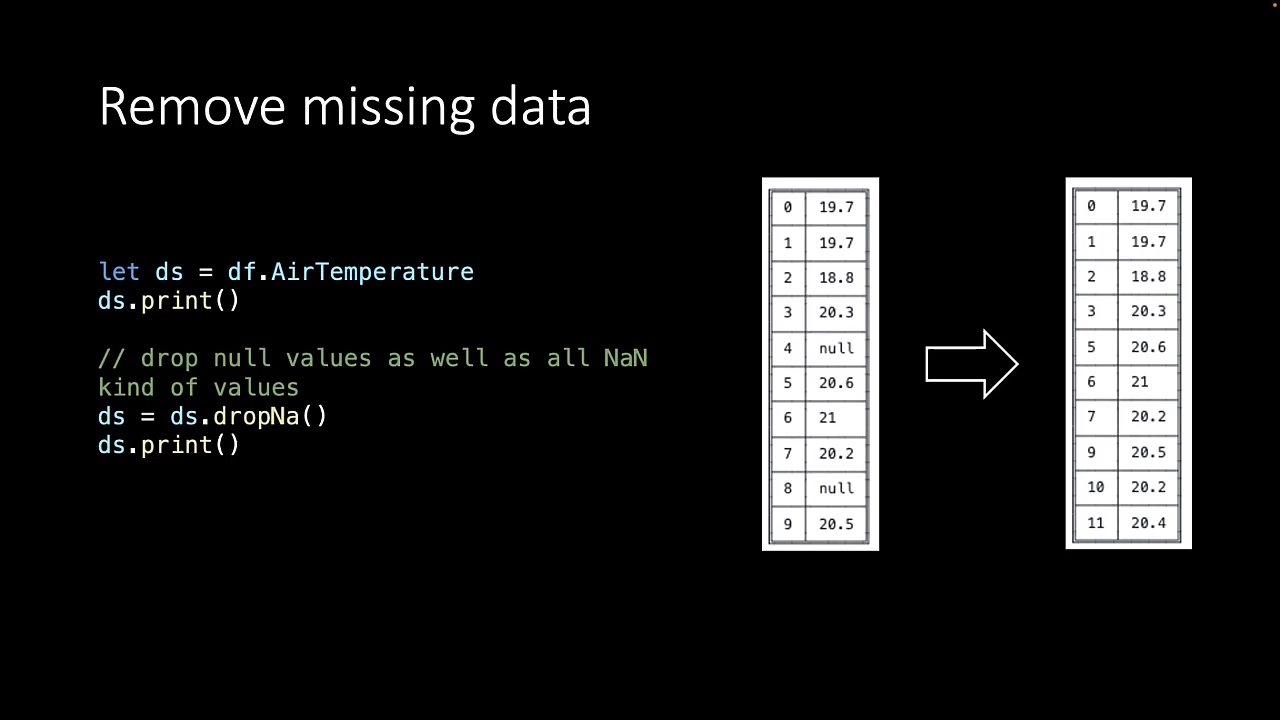 Remove missing data
let ds = df.AirTemperature
ds.print()
// drop null values as well as all NaN
kind of values
ds = ds.dropNa()
ds.print()
0 19.7
1 19.7
2 18.8
3 20.3
4 null
5 20.6
6 21
7 20.2
8 null
9 20.5
0 19.7
1 19.7
2 18.8
3 20.3
5 20.6
6 21
7 20.2
9 20.5
10 20.2
11 20.4